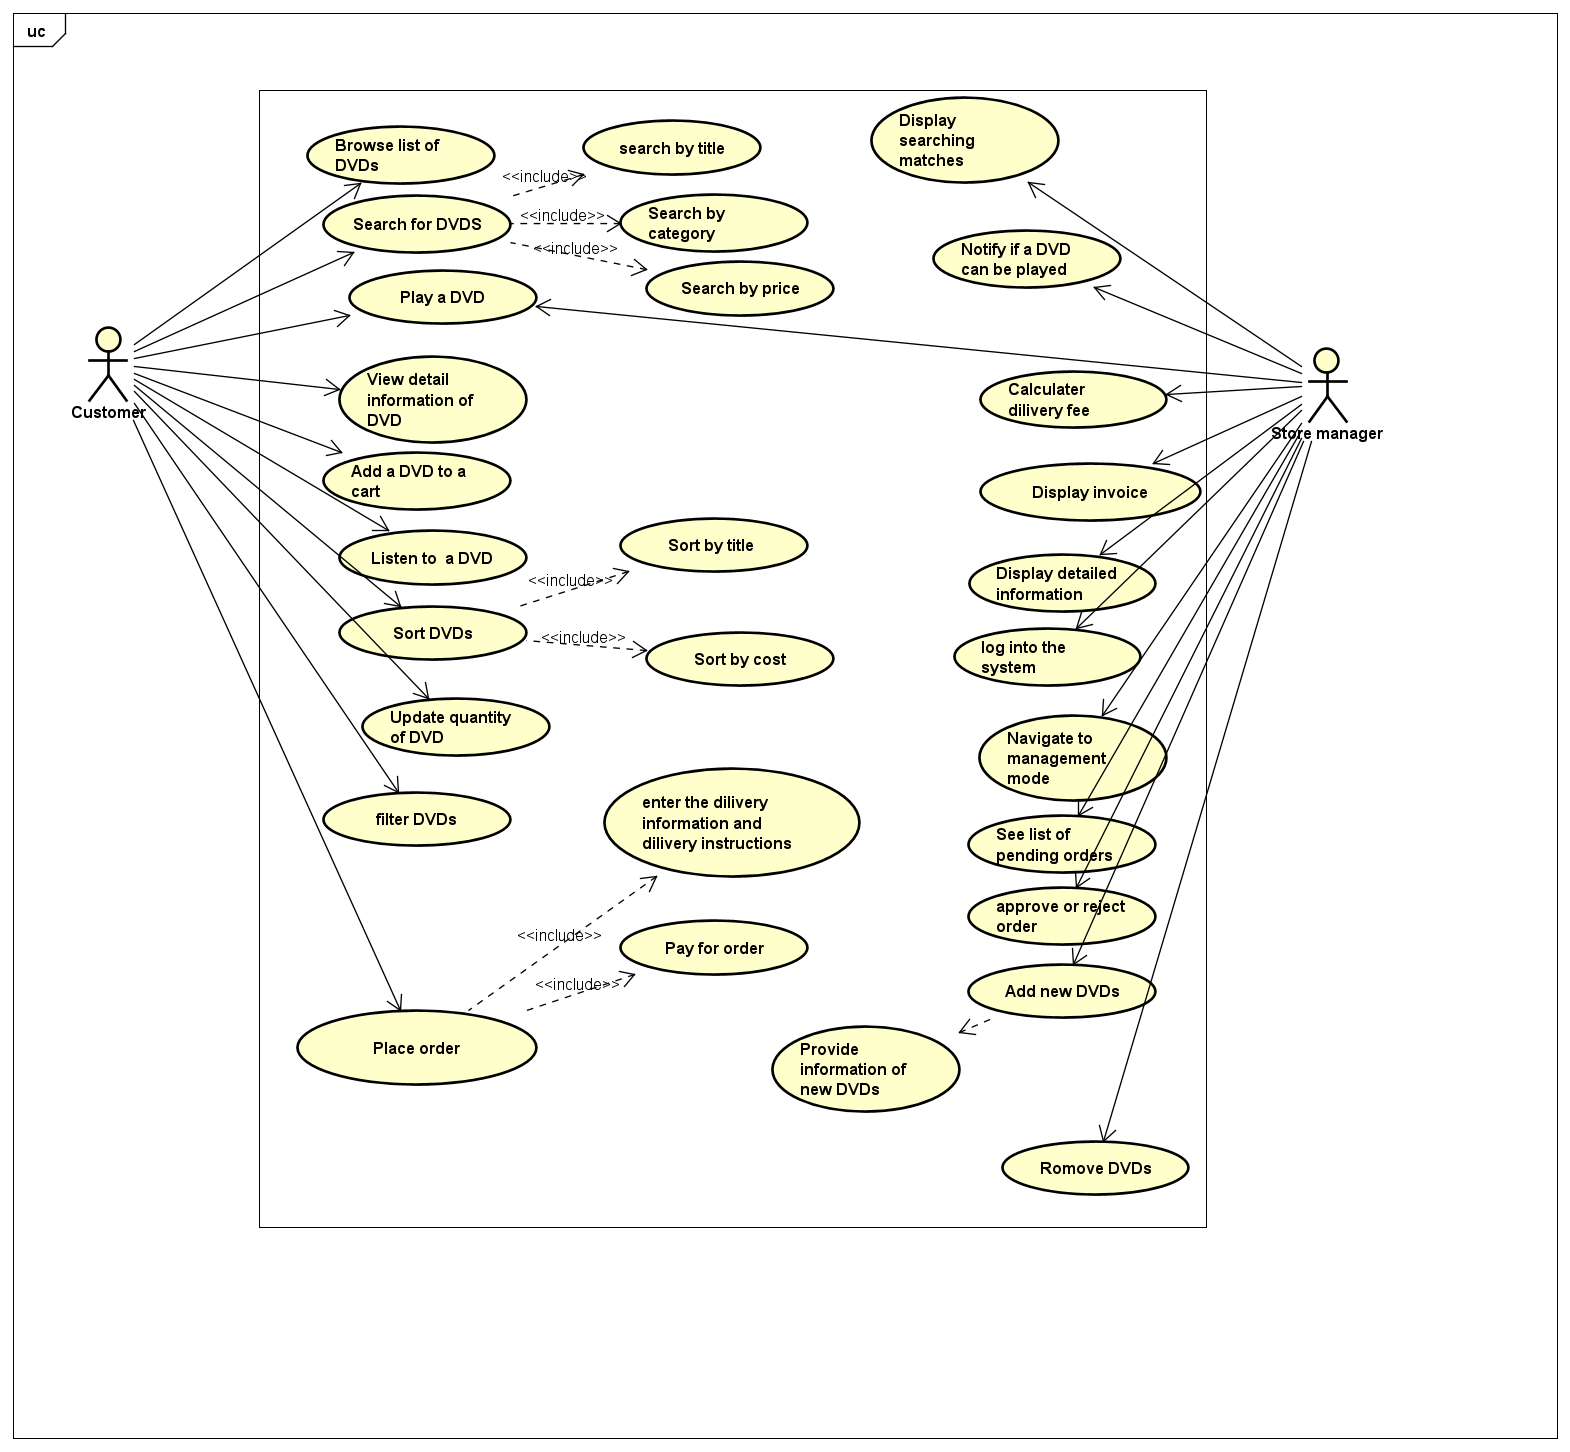 uc
Browse list of
DVDs
search by title
Display
searching
matches
<<include>>
Search for DVDS
<<include>>
Search by
category
<<include>>
Notify if a DVD
can be played
Play a DVD
Search by price
Customer
View detail
information of
DVD
Calculater
dilivery fee
Store manager
Add a DVD to a
cart
Display invoice
Listen to  a DVD
Sort by title
<<include>>
Display detailed
information
Sort DVDs
<<include>>
Sort by cost
log into the
system
Update quantity
of DVD
Navigate to
management
mode
filter DVDs
enter the dilivery
information and
dilivery instructions
See list of
pending orders
approve or reject
order
<<include>>
Pay for order
<<include>>
Add new DVDs
Place order
Provide
information of
new DVDs
Romove DVDs